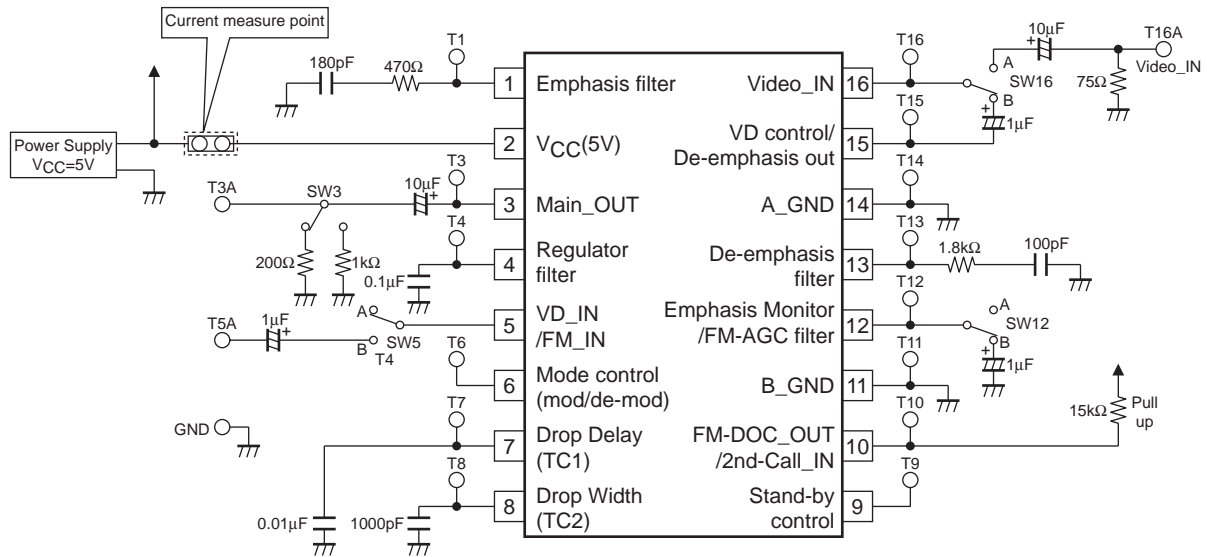 Current measure point
T1
180pF
470Ω
1
Emphasis filter
Power Supply
VCC=5V
2
VCC(5V)
T3A
SW3
10μF
+
T3
3
Main_OUT
200Ω
1kΩ
T4
0.1μF
4
Regulator
filter
T5A
1μF
+
A
B
SW5
T4
5
VD_IN
/FM_IN
T6
6
Mode control
(mod/de-mod)
GND
T7
7
Drop Delay
(TC1)
T8
0.01μF
1000pF
8
Drop Width
(TC2)
Video_IN
16
T16
A
SW16
B
+
10μF
T16A
Video_IN
75Ω
+
1μF
VD control/
De-emphasis out
15
T15
A_GND
14
T14
De-emphasis
filter
13
T13
1.8kΩ
100pF
Emphasis Monitor
/FM-AGC filter
12
T12
A
SW12
B
+
1μF
B_GND
11
T11
FM-DOC_OUT
/2nd-Call_IN
10
T10
15kΩ
Pull
up
Stand-by
control
9
T9